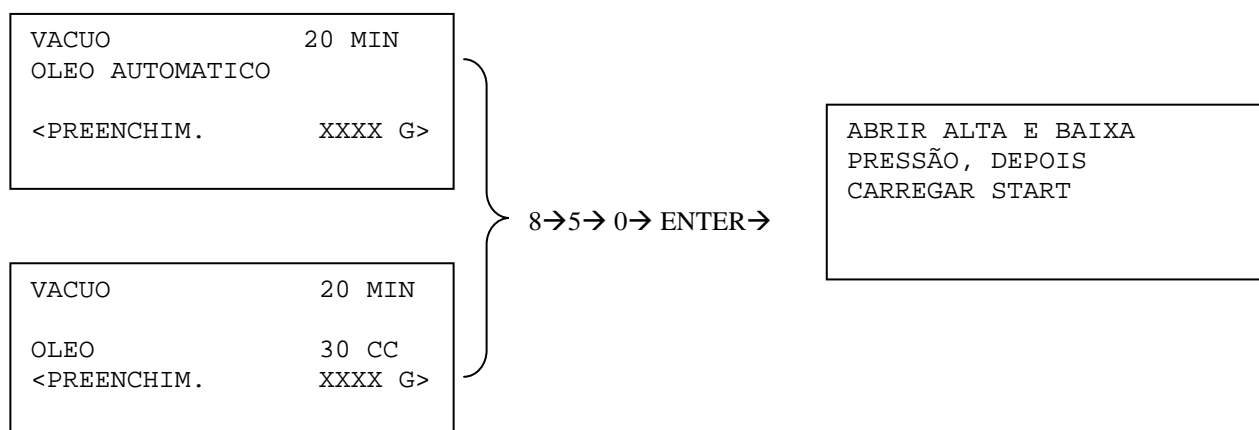 VACUO 20 MIN
OLEO AUTOMATICO
<PREENCHIM. XXXX G>
VACUO 20 MIN
OLEO 30 CC
<PREENCHIM. XXXX G>
8→5→ 0→ ENTER→
ABRIR ALTA E BAIXA
PRESSÃO, DEPOIS
CARREGAR START